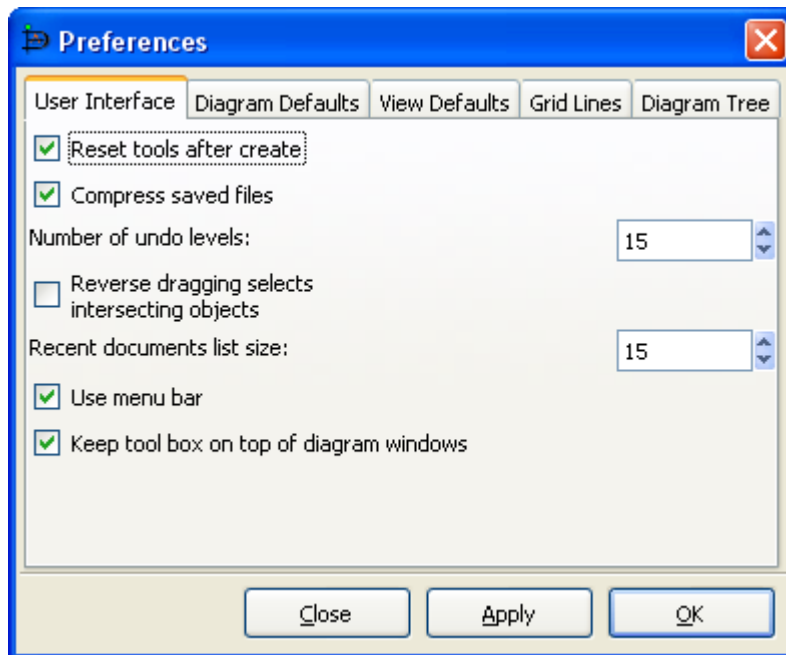 Preferences
User Interface
Diagram Defaults
View Defaults
Grid Lines
Diagram Tree
Reset tools after create
Compress saved files
Number of undo levels:
15
Reverse dragging selects
intersecting objects
Recent documents list size:
15
Use menu bar
Keep tool box on top of diagram windows
Close
Apply
OK